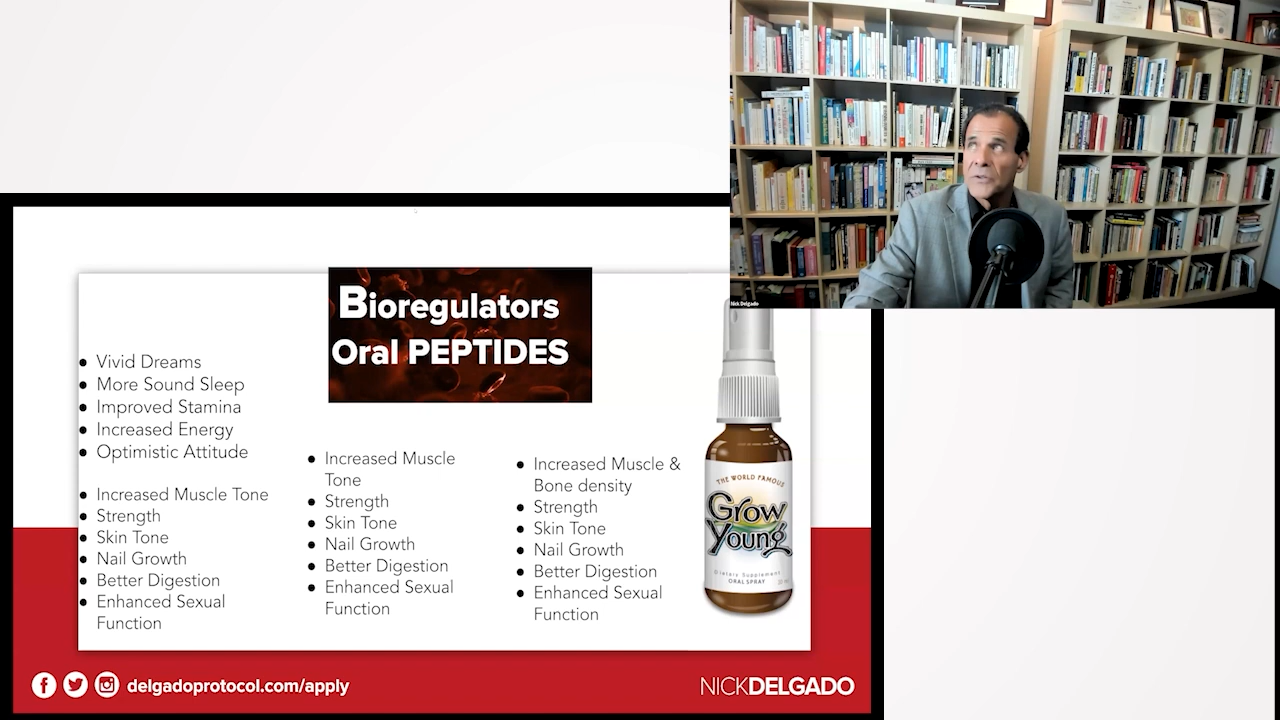 Nick Delgado
Bioregulators
Oral PEPTIDES
Vivid Dreams
More Sound Sleep
Improved Stamina
Increased Energy
Optimistic Attitude
Increased Muscle Tone
Strength
Skin Tone
Nail Growth
Better Digestion
Enhanced Sexual
Function
Increased Muscle
Tone
Strength
Skin Tone
Nail Growth
Better Digestion
Enhanced Sexual
Function
Increased Muscle &
Bone density
Strength
Skin Tone
Nail Growth
Better Digestion
Enhanced Sexual
Function
THE WORLD FAMOUS
Grow
Young
Dietary Supplement
ORAL SPRAY 30 ml
delgadoprotocol.com/apply
NICKDELGADO